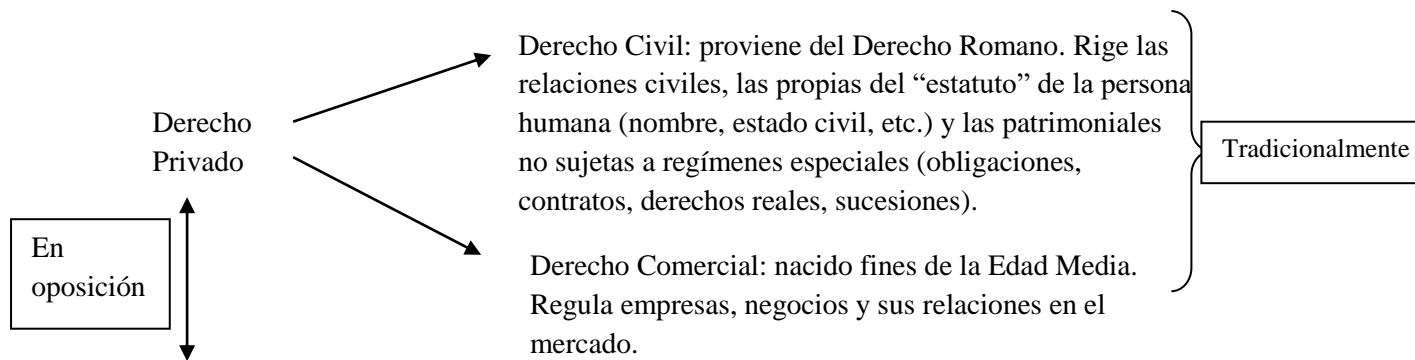 Derecho Civil: proviene del Derecho Romano. Rige las
relaciones civiles, las propias del “estatuto” de la persona
humana (nombre, estado civil, etc.) y las patrimoniales
no sujetas a regímenes especiales (obligaciones,
contratos, derechos reales, sucesiones).
Derecho
Privado
Tradicionalmente
En
oposición
Derecho Comercial: nacido fines de la Edad Media.
Regula empresas, negocios y sus relaciones en el
mercado.